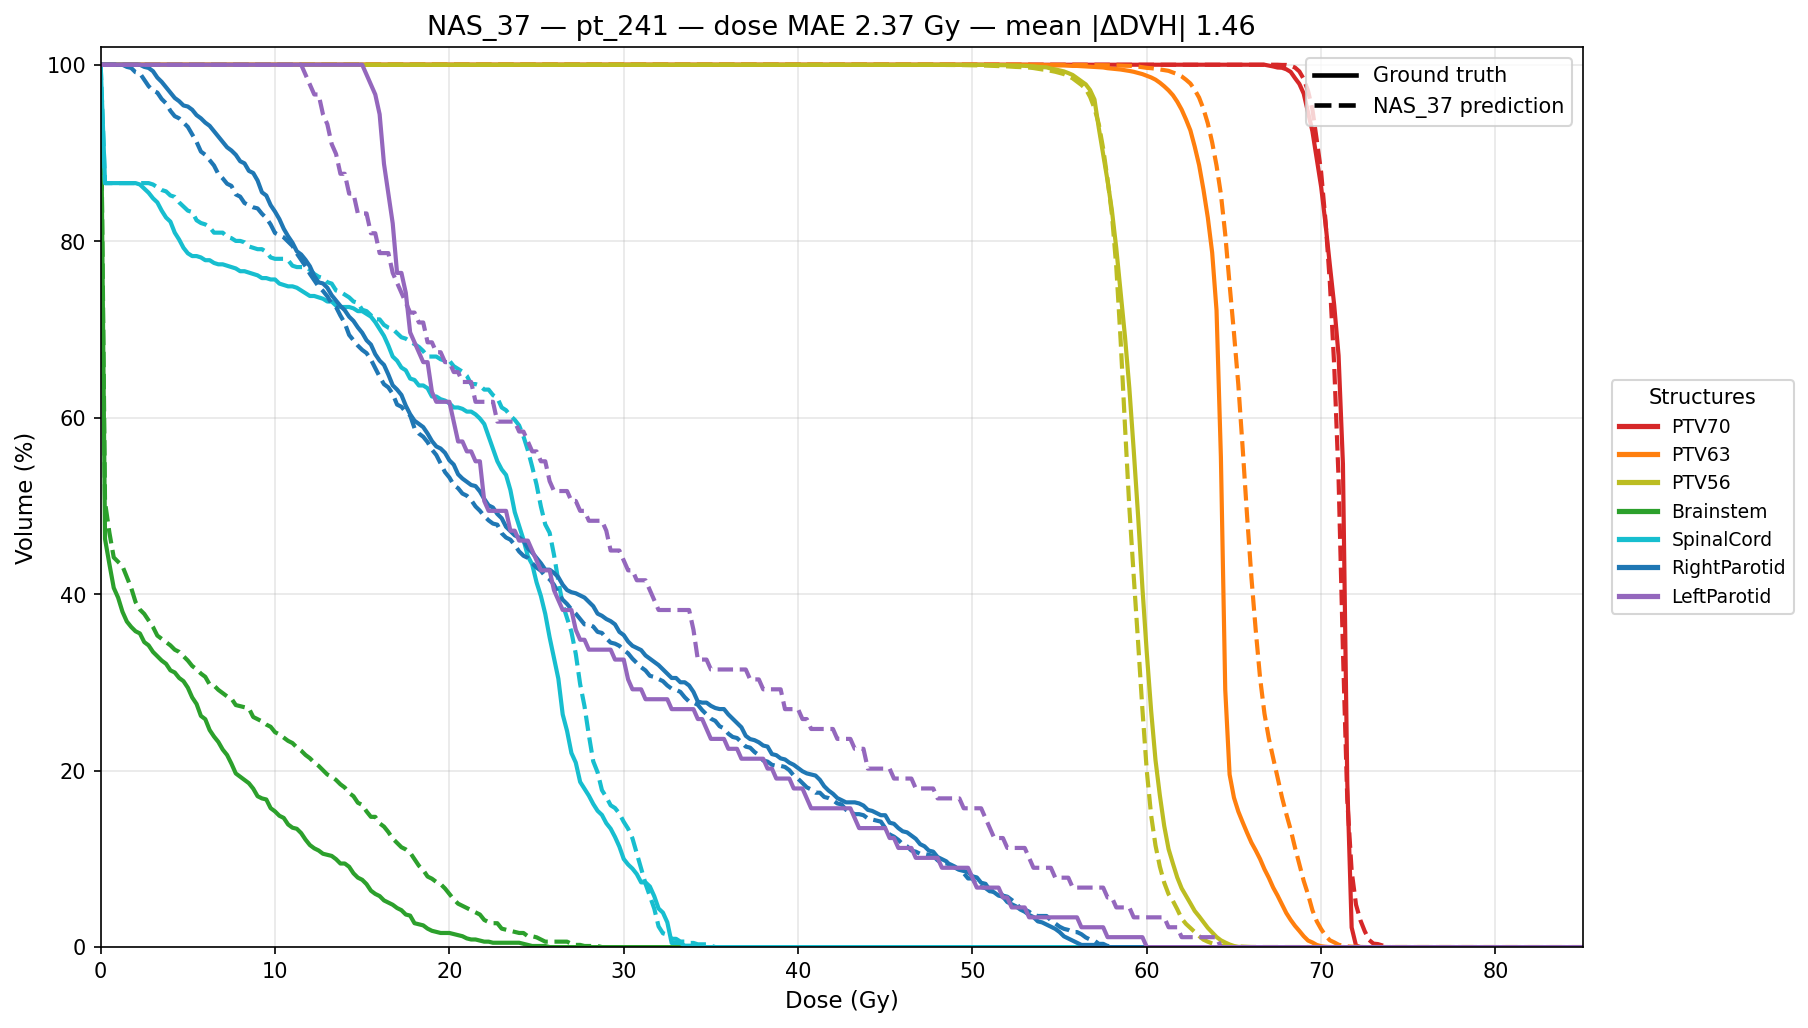 NAS_37 — pt_241 — dose MAE 2.37 Gy — mean |ΔDVH| 1.46
Ground truth
NAS_37 prediction
100
80
60
40
20
0
Volume (%)
0 10 20 30 40 50 60 70 80
Dose (Gy)
Structures
PTV70
PTV63
PTV56
Brainstem
SpinalCord
RightParotid
LeftParotid